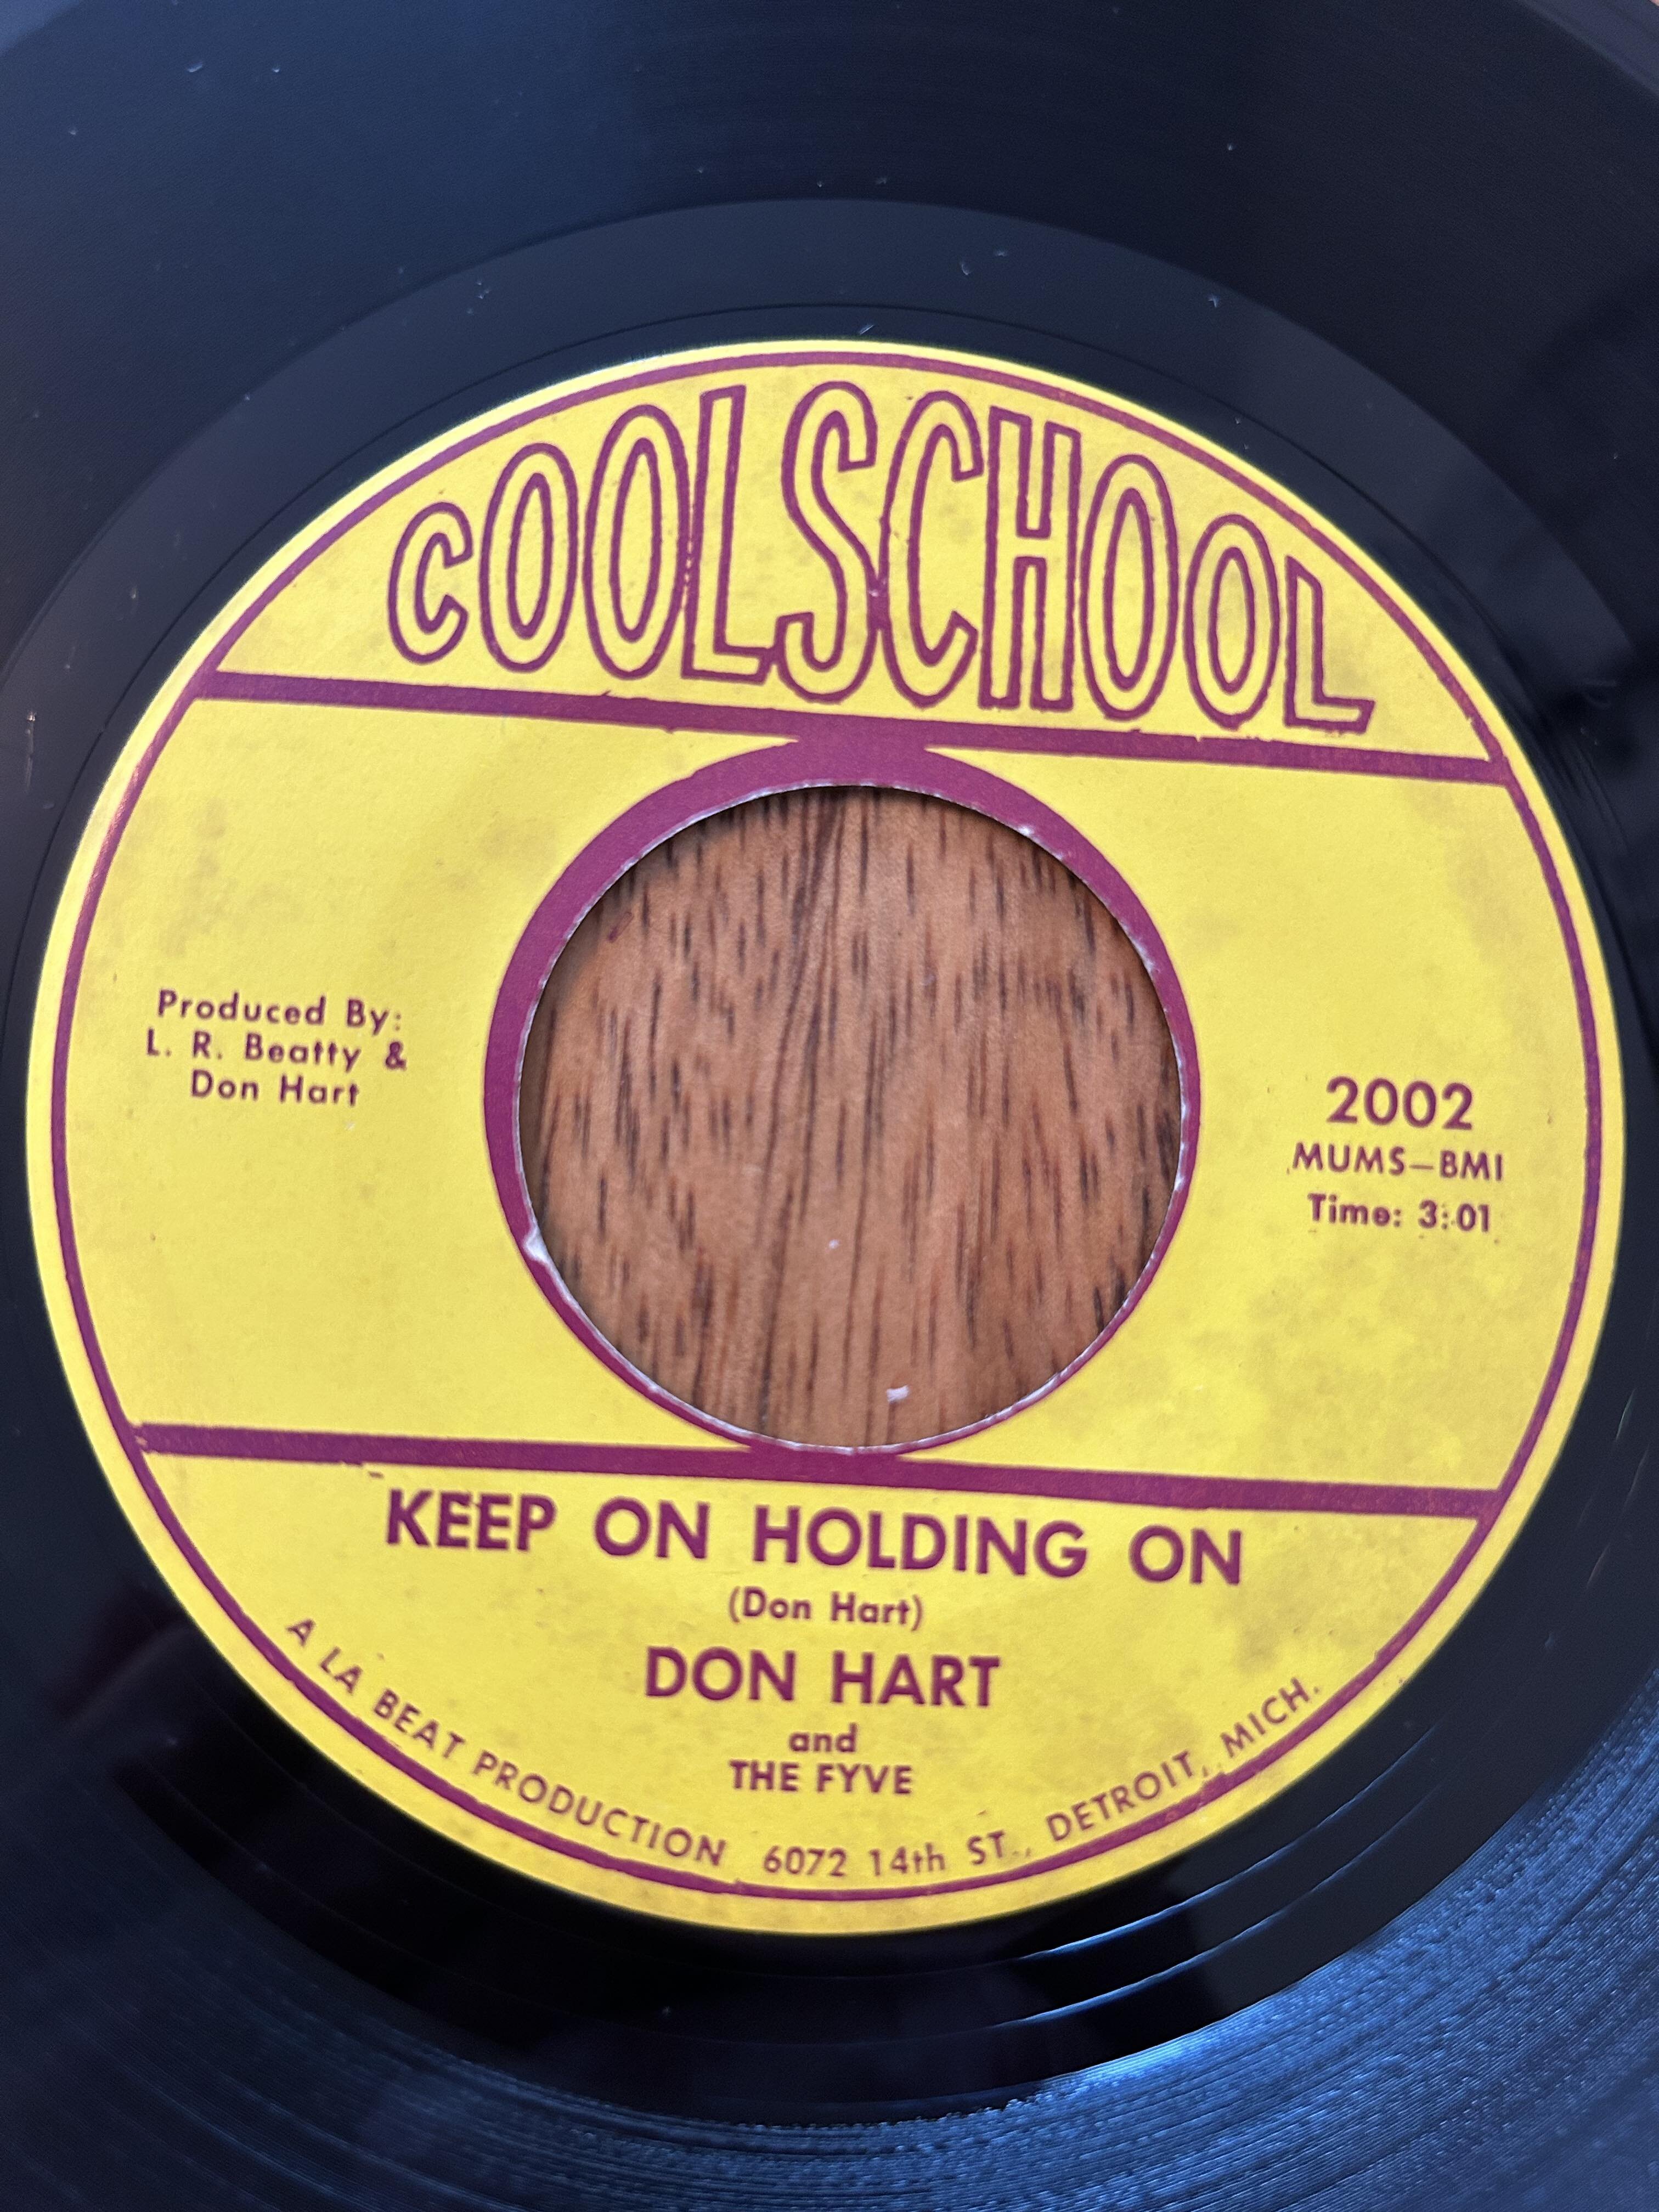 COOLSCHOOL
Produced By:
L. R. Beatty &
Don Hart
2002
MUMS–BMI
Time: 3:01
KEEP ON HOLDING ON
(Don Hart)
DON HART
and
THE FYVE
A LA BEAT PRODUCTION 6072 14th ST., DETROIT, MICH.